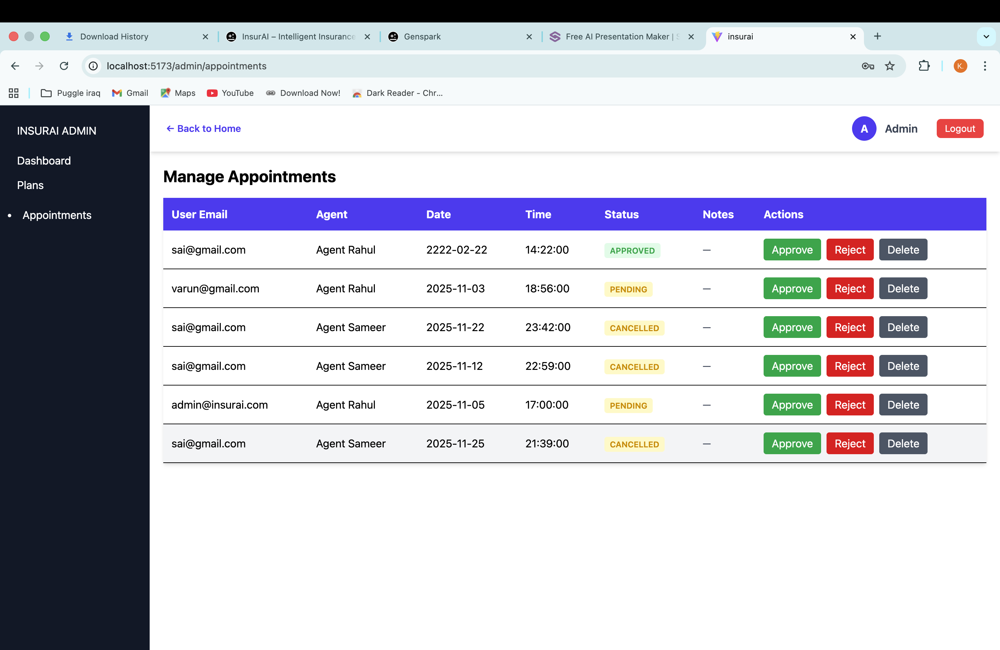 Download History
InsurAI – Intelligent Insurance
Genspark
Free AI Presentation Maker |
insurai
localhost:5173/admin/appointments
K.
Puggle iraq
Gmail
Maps
YouTube
Download Now!
Dark Reader - Chr...
INSURAI ADMIN
Dashboard
Plans
• Appointments
← Back to Home
A Admin Logout
Manage Appointments
User Email Agent Date Time Status Notes Actions
sai@gmail.com Agent Rahul 2222-02-22 14:22:00 APPROVED — Approve Reject Delete
varun@gmail.com Agent Rahul 2025-11-03 18:56:00 PENDING — Approve Reject Delete
sai@gmail.com Agent Sameer 2025-11-22 23:42:00 CANCELLED — Approve Reject Delete
sai@gmail.com Agent Sameer 2025-11-12 22:59:00 CANCELLED — Approve Reject Delete
admin@insurai.com Agent Rahul 2025-11-05 17:00:00 PENDING — Approve Reject Delete
sai@gmail.com Agent Sameer 2025-11-25 21:39:00 CANCELLED — Approve Reject Delete